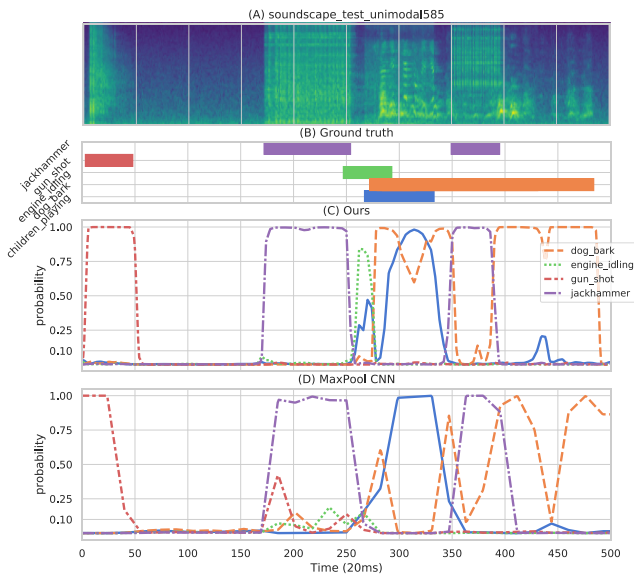 (A) soundscape_test_unimodal585
(B) Ground truth
jackhammer
gun_shot
engine_idling
dog_bark
children_playing
(C) Ours
1.00
0.75
0.50
0.25
0.10
probability
dog_bark
engine_idling
gun_shot
jackhammer
(D) MaxPool CNN
1.00
0.75
0.50
0.25
0.10
probability
0 50 100 150 200 250 300 350 400 450 500
Time (20ms)